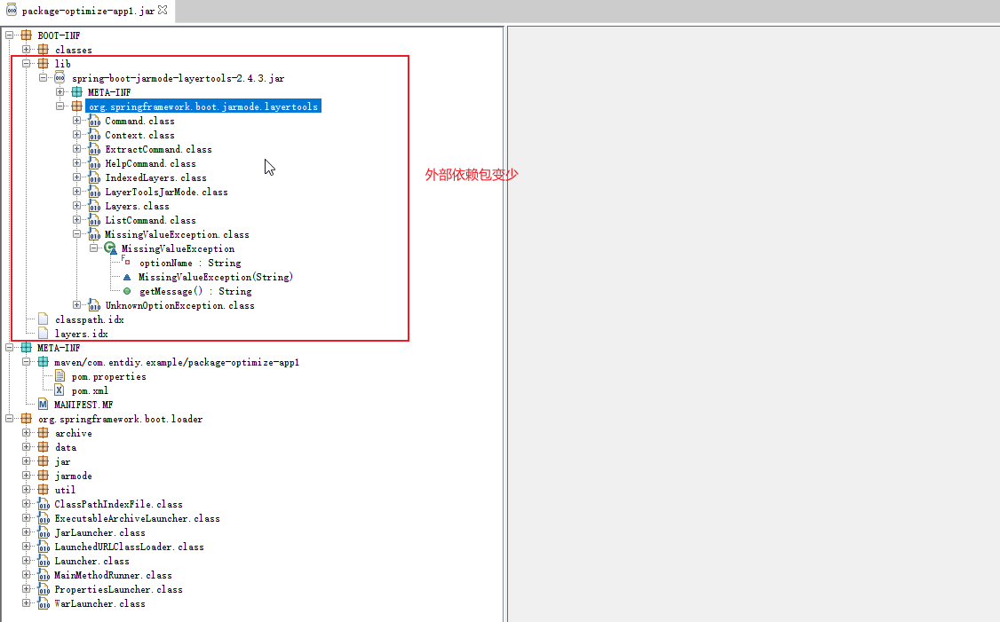 package-optimize-app1.jar
BOOT-INF
classes
lib
spring-boot-jarmode-layertools-2.4.3.jar
META-INF
org.springframework.boot.jarmode.layertools
Command.class
Context.class
ExtractCommand.class
HelpCommand.class
外部依赖包变少
IndexedLayers.class
LayerToolsJarMode.class
Layers.class
ListCommand.class
MissingValueException.class
MissingValueException
optionName : String
MissingValueException(String)
getMessage() : String
UnknownOptionException.class
classpath.idx
layers.idx
META-INF
maven/com.entdiy.example/package-optimize-app1
pom.properties
pom.xml
MANIFEST.MF
org.springframework.boot.loader
archive
data
jar
jarmode
util
ClassPathIndexFile.class
ExecutableArchiveLauncher.class
JarLauncher.class
LaunchedURLClassLoader.class
Launcher.class
MainMethodRunner.class
PropertiesLauncher.class
WarLauncher.class